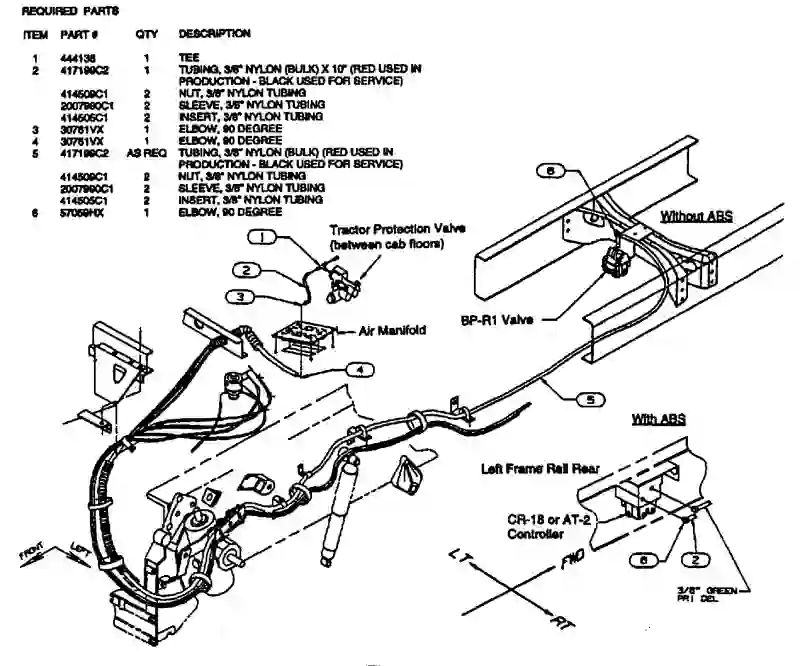 REQUIRED PARTS
ITEM PART # QTY DESCRIPTION
1 444136 1 TEE
2 417199C2 1 TUBING, 3/8" NYLON (BULK) X 10" (RED USED IN
PRODUCTION - BLACK USED FOR SERVICE)
414509C1 2 NUT, 3/8" NYLON TUBING
2007990C1 2 SLEEVE, 3/8" NYLON TUBING
414505C1 2 INSERT, 3/8" NYLON TUBING
3 30761VX 1 ELBOW, 90 DEGREE
4 30761VX 1 ELBOW, 90 DEGREE
5 417199C2 AS REQ TUBING, 3/8" NYLON (BULK) (RED USED IN
PRODUCTION - BLACK USED FOR SERVICE)
414509C1 2 NUT, 3/8" NYLON TUBING
2007990C1 2 SLEEVE, 3/8" NYLON TUBING
414505C1 2 INSERT, 3/8" NYLON TUBING
6 57059HX 1 ELBOW, 90 DEGREE
6
Without ABS
1
Tractor Protection Valve
(between cab floors)
2
3
BP-R1 Valve
Air Manifold
4
5
With ABS
Left Frame Rail Rear
CR-18 or AT-2
Controller
FRONT
LEFT
LT
FWD
RT
6
2
3/8" GREEN
PRI DEL